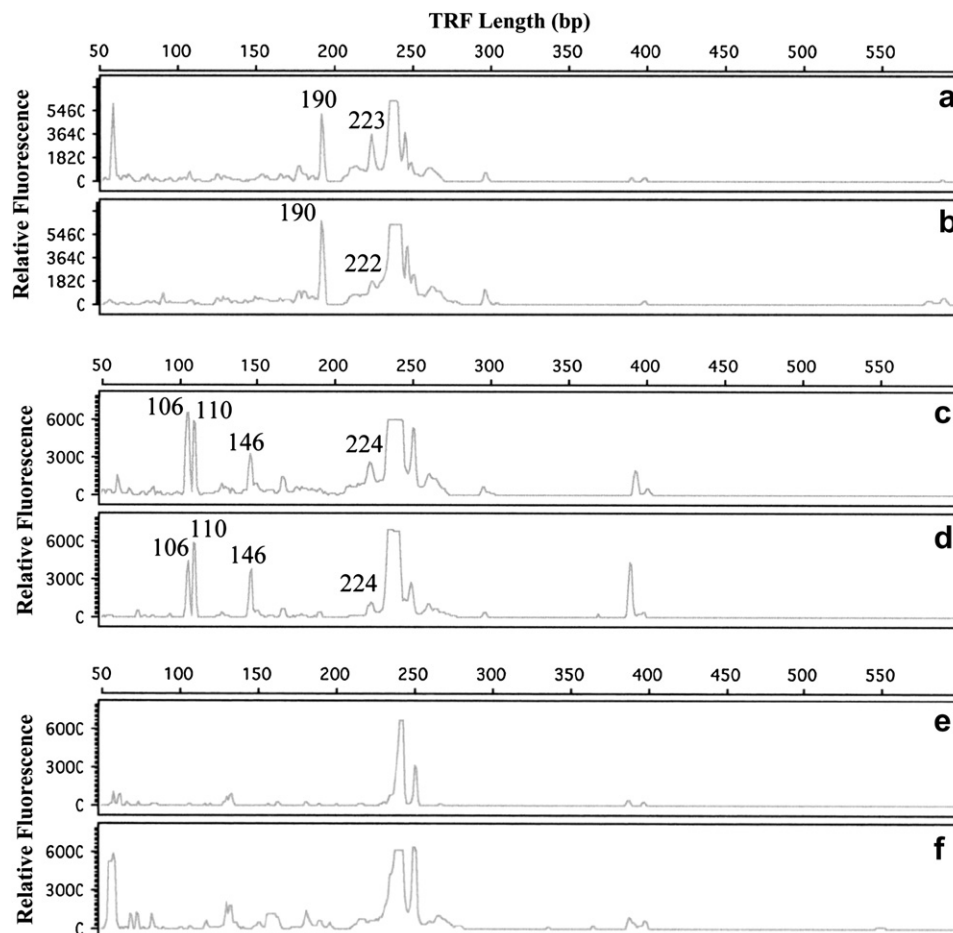 TRF Length (bp)
50 100 150 200 250 300 350 400 450 500 550
Relative Fluorescence
546C
364C
182C
C
190
223
a
546C
364C
182C
C
190
222
b
50 100 150 200 250 300 350 400 450 500 550
Relative Fluorescence
600C
300C
C
106
110
146
224
c
600C
300C
C
106
110
146
224
d
50 100 150 200 250 300 350 400 450 500 550
Relative Fluorescence
600C
300C
C
e
600C
300C
C
f